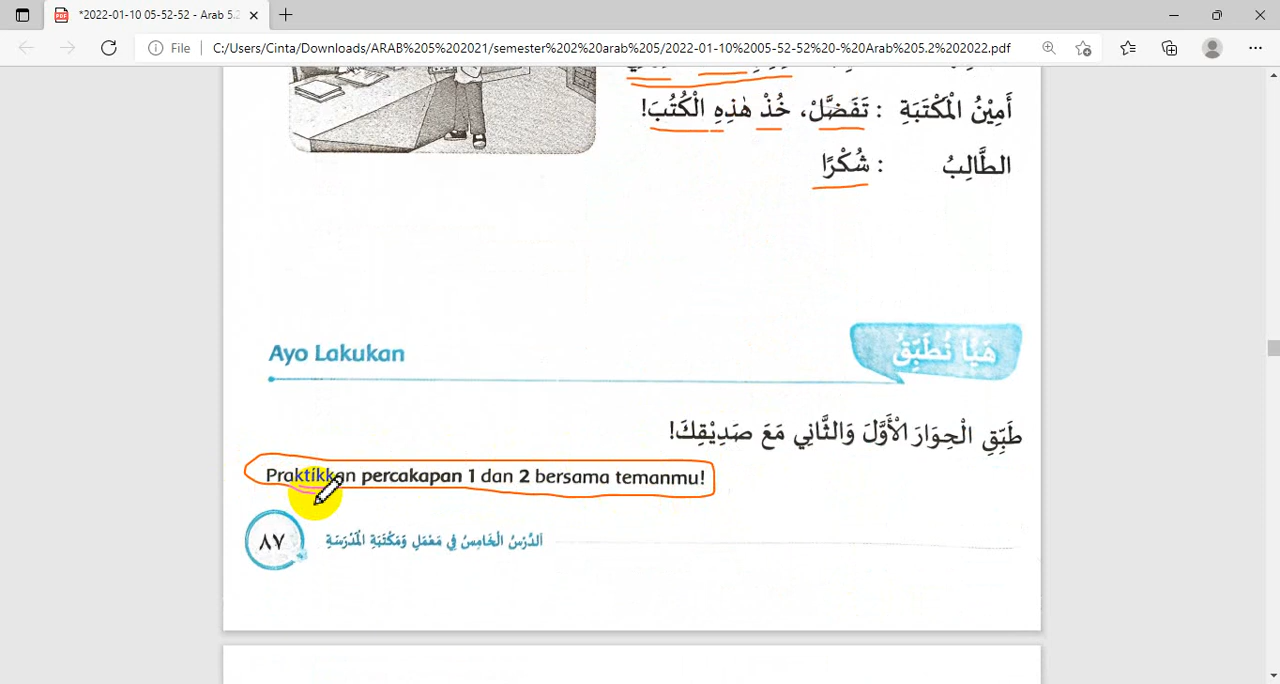 *2022-01-10 05-52-52 - Arab 5.2
File
C:/Users/Cinta/Downloads/ARAB%205%202021/semester%202%20arab%205/2022-01-10%2005-52-52%20-%20Arab%205.2%202022.pdf
أَمِيْنُ الْمَكْتَبَةِ : تَفَضَّلْ، خُذْ هٰذِهِ الْكُتُبَ!
الطَّالِبُ : شُكْرًا
Ayo Lakukan
هَيَّا نُطَبِّقُ
طَبِّقِ الْحِوَارَ الْأَوَّلَ وَالثَّانِي مَعَ صَدِيْقِكَ!
Praktikkan percakapan 1 dan 2 bersama temanmu!
٨٧
اَلدَّرْسُ الْخَامِسُ فِي مَعْمَلِ وَمَكْتَبَةِ الْمَدْرَسَةِ